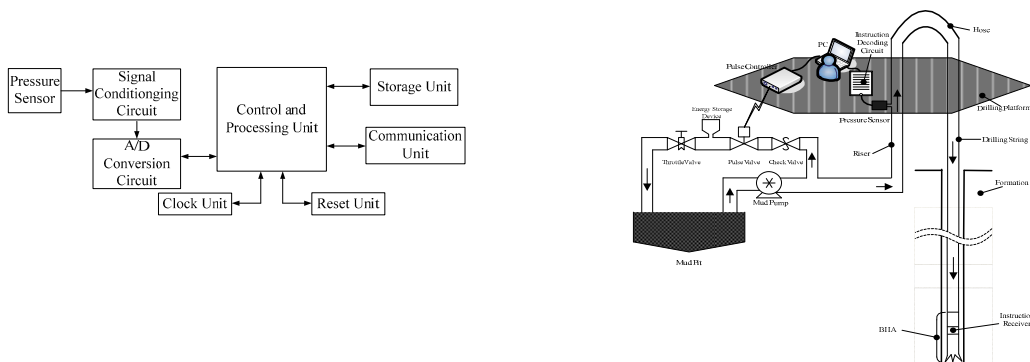 Pressure
Sensor
Signal
Conditionging
Circuit
A/D
Conversion
Circuit
Control and
Processing Unit
Storage Unit
Communication
Unit
Clock Unit
Reset Unit
Hose
PC
Instruction
Decoding
Circuit
Pulse Controller
Drilling Platform
Pressure Sensor
Energy Storage
Device
Throttle Valve
Pulse Valve
Check Valve
Riser
Drilling String
Formation
Mud Pump
Mud Pit
BHA
Instruction
Receiver